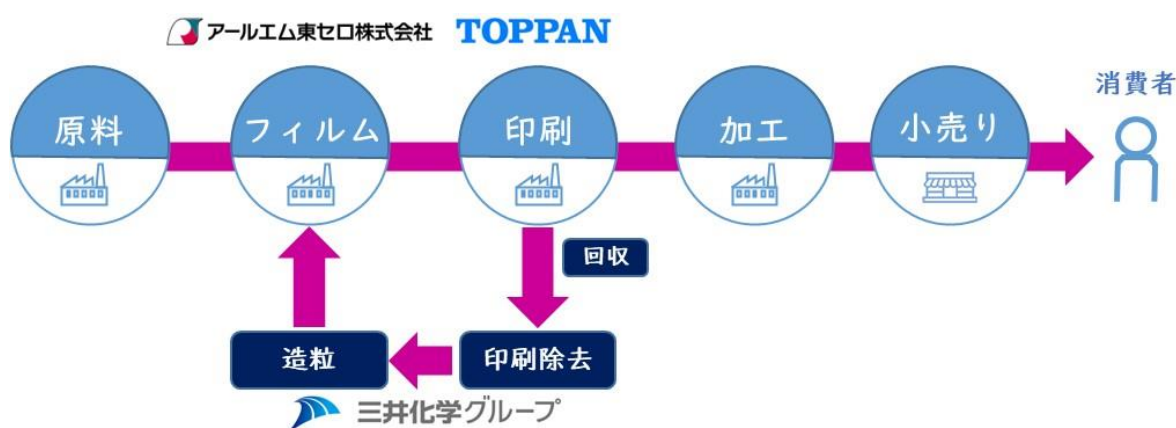 アールエム東セロ株式会社 TOPPAN
消費者
原料 フィルム 印刷 加工 小売り
回収
造粒 印刷除去
三井化学グループ